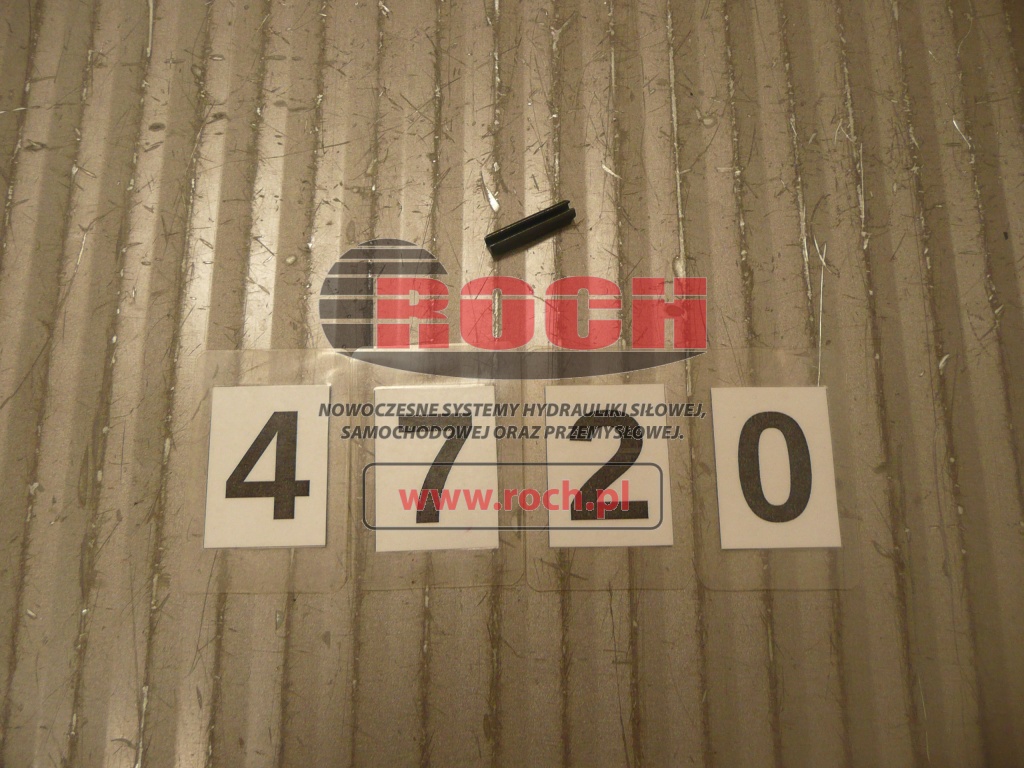 ROCH
NOWOCZESNE SYSTEMY HYDRAULIKI SIŁOWEJ,
SAMOCHODOWEJ ORAZ PRZEMYSŁOWEJ.
4 7 2 0
www.roch.pl